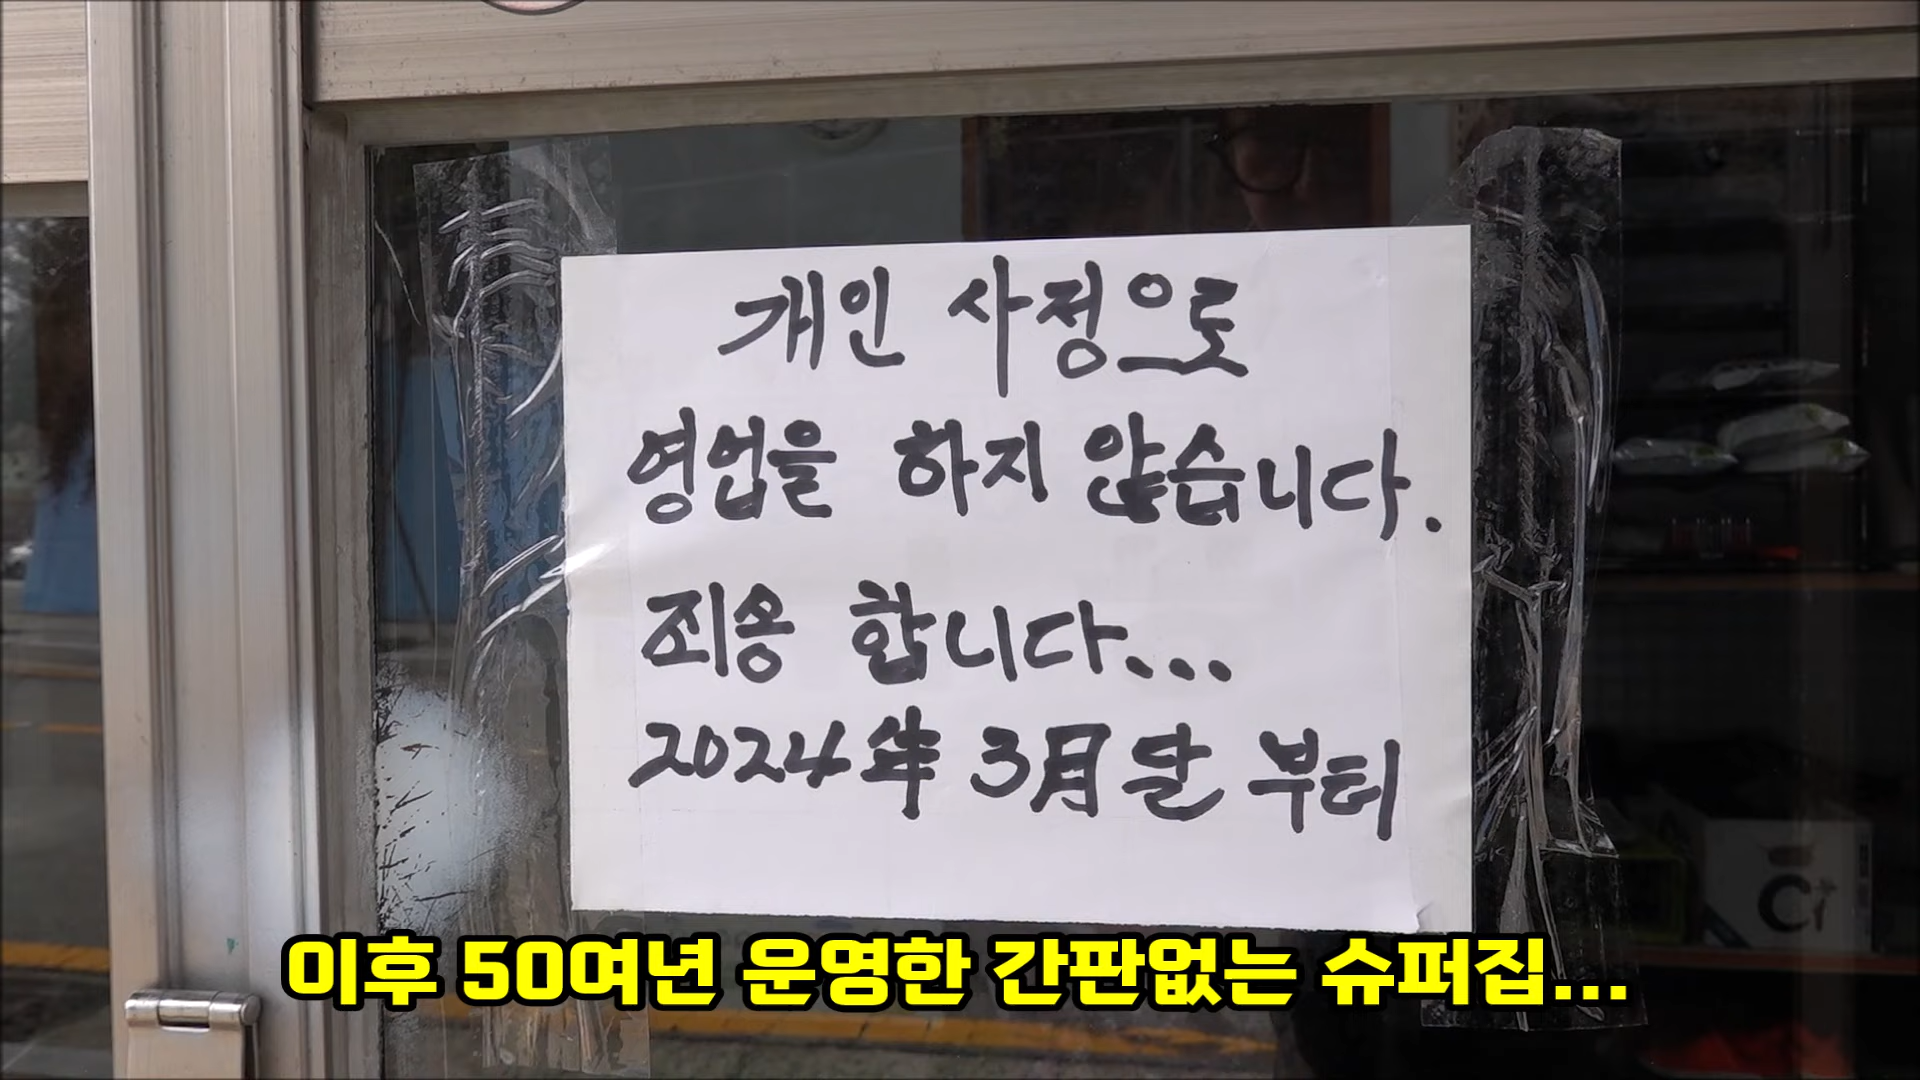 개인 사정으로
영업을 하지 않습니다.
죄송 합니다...
2024年 3月달 부터
이후 50여년 운영한 간판없는 슈퍼집...